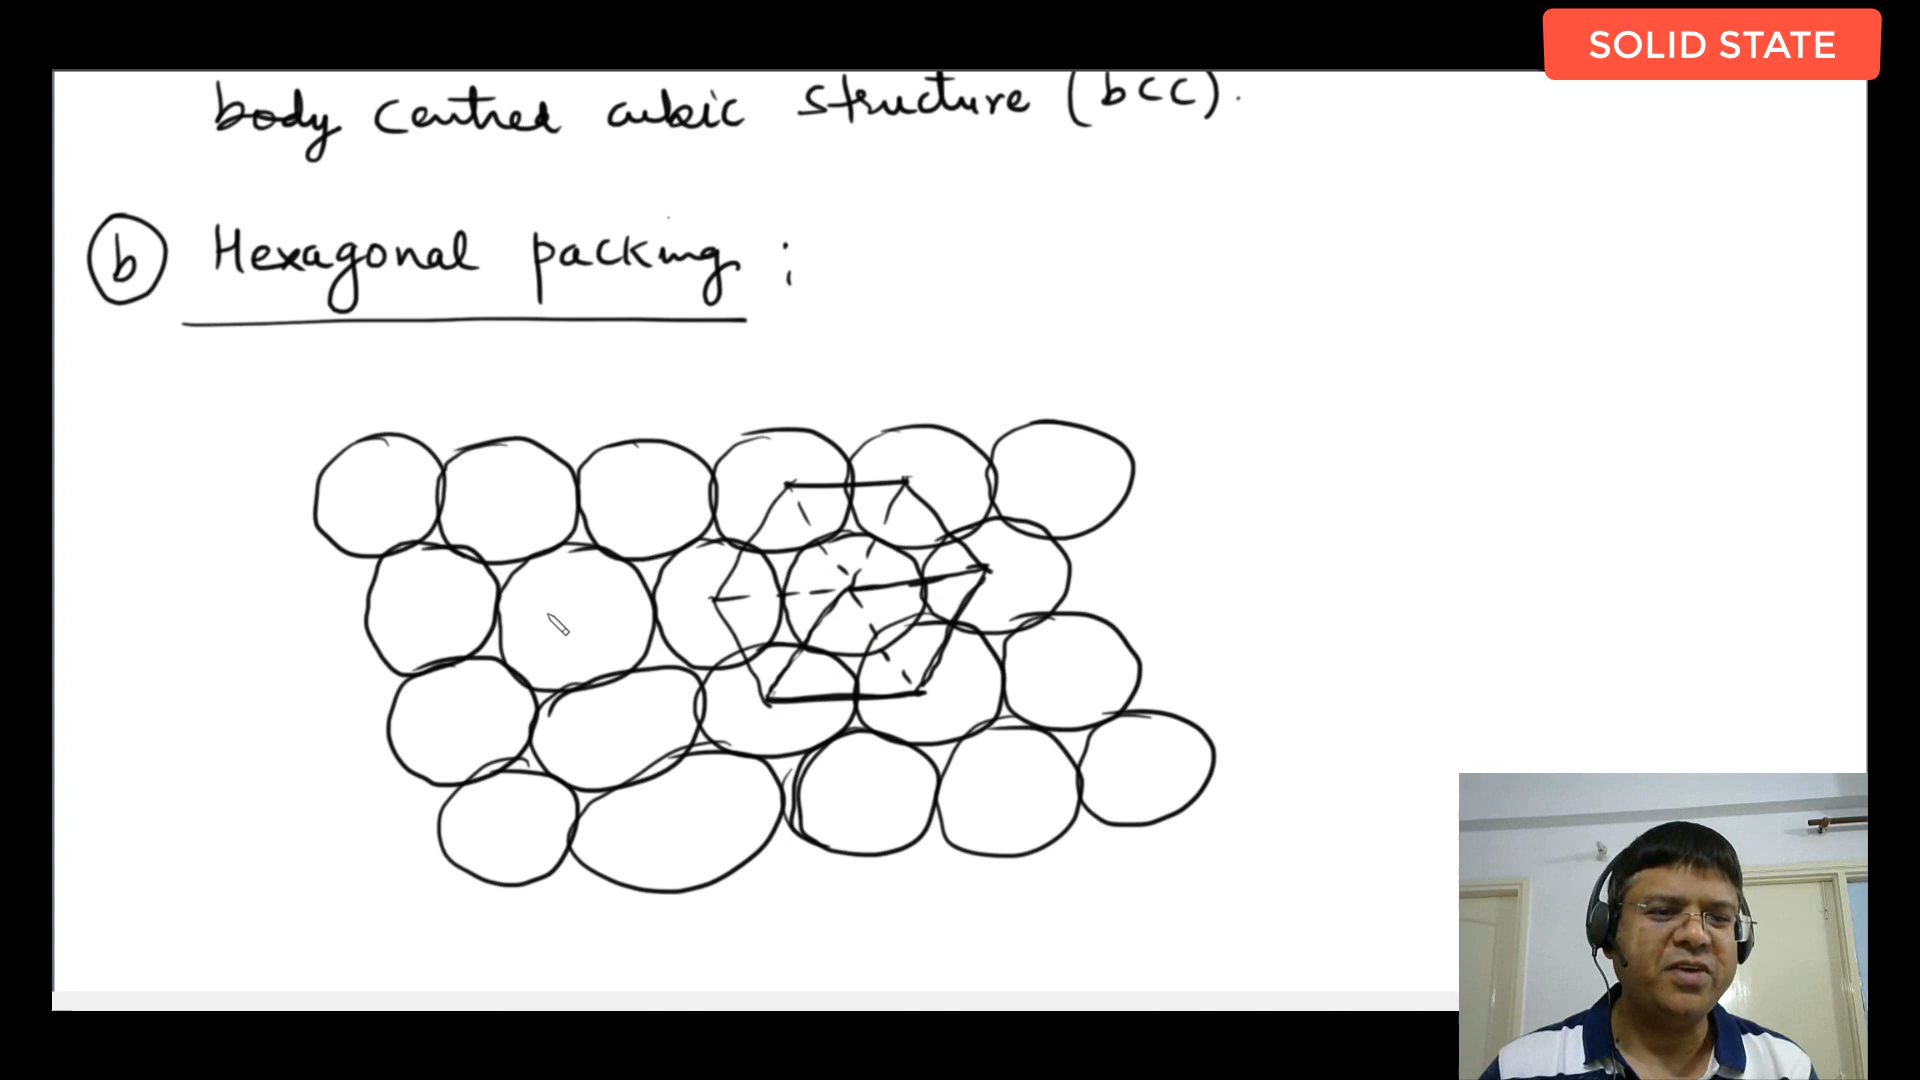 SOLID STATE
body centred cubic structure (bcc).
b Hexagonal packing :